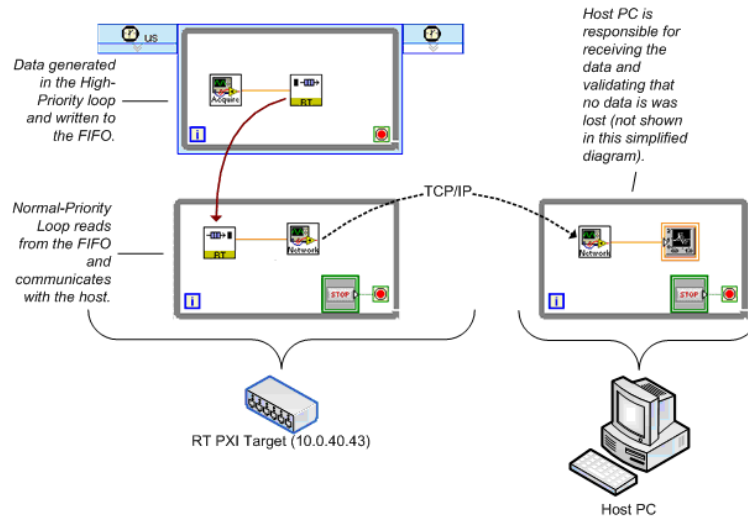 us
Data generated
in the High-
Priority loop
and written to
the FIFO.
Acquire
RT
i
Host PC is
responsible for
receiving the
data and
validating that
no data is was
lost (not shown
in this simplified
diagram).
Normal-Priority
Loop reads
from the FIFO
and
communicates
with the host.
RT
Network
STOP
i
TCP/IP
Network
STOP
i
RT PXI Target (10.0.40.43)
Host PC